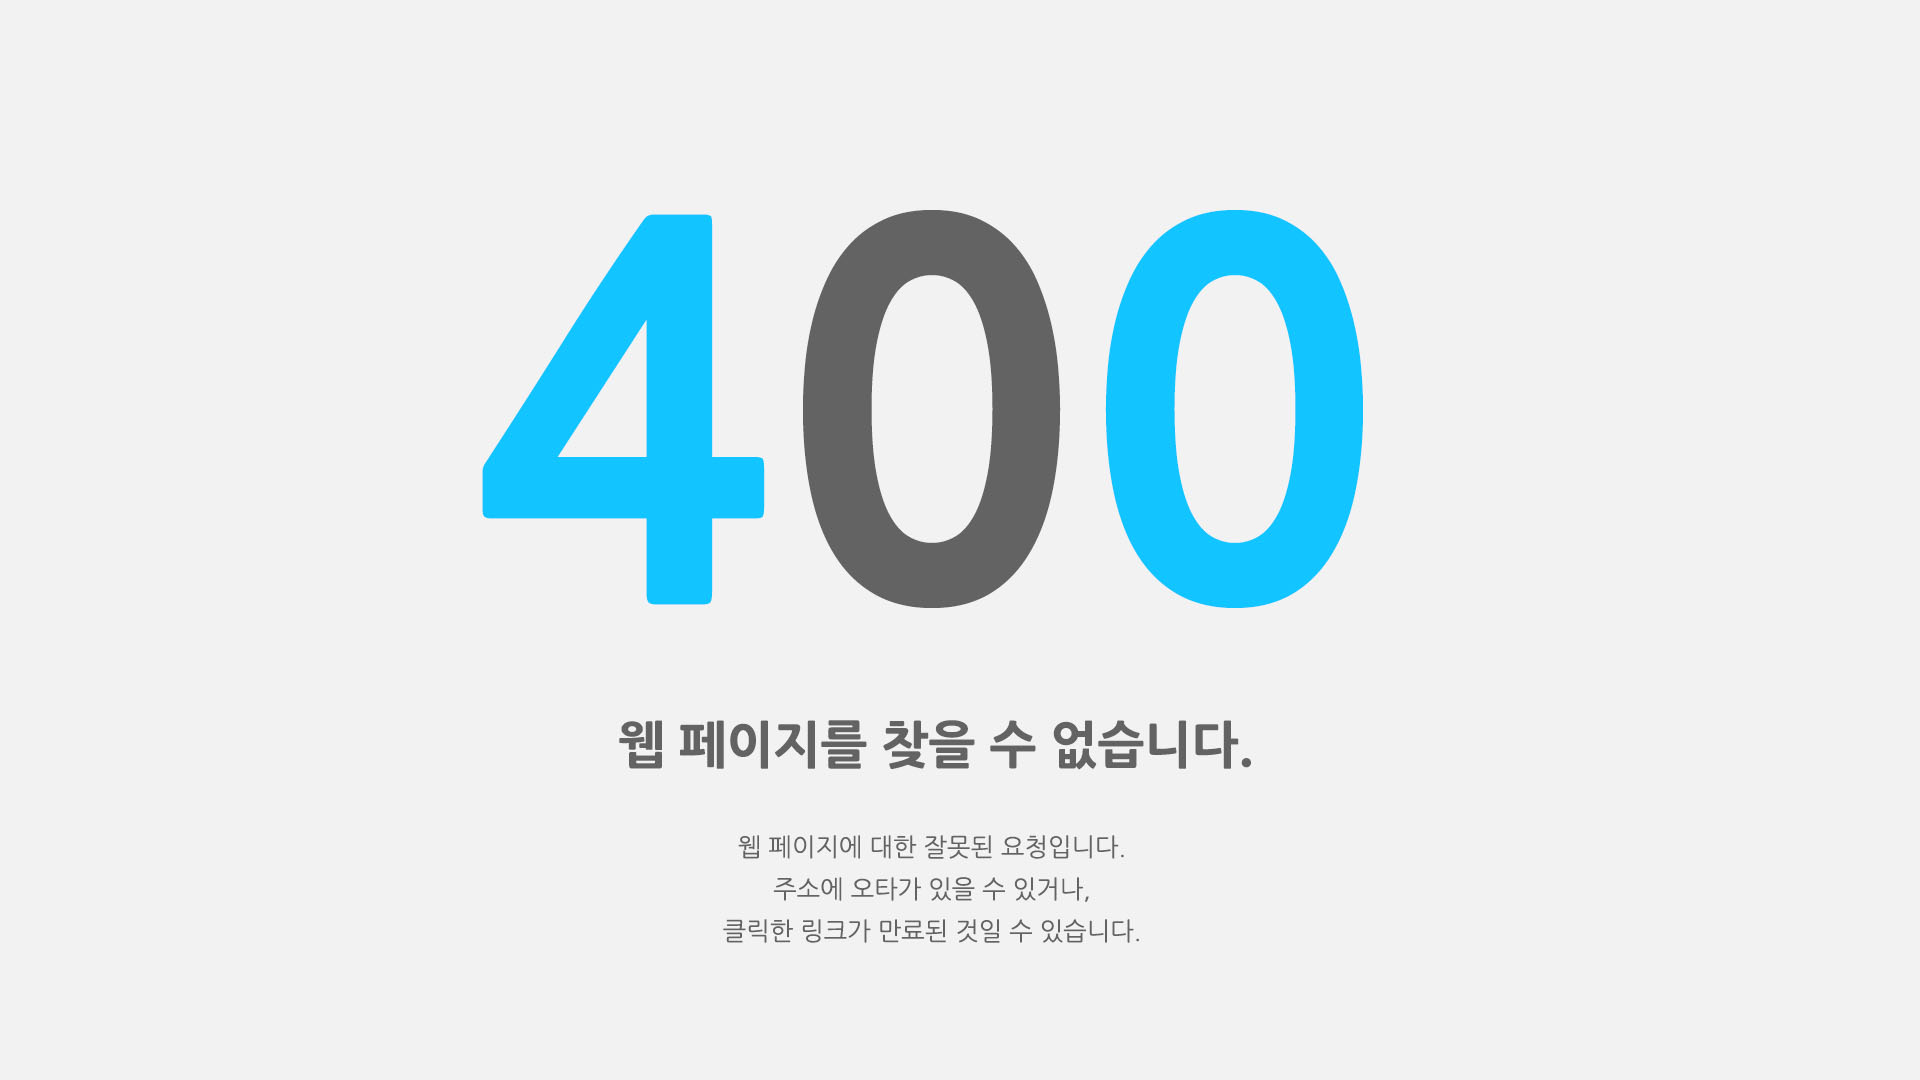 400
웹 페이지를 찾을 수 없습니다.
웹 페이지에 대한 잘못된 요청입니다.
주소에 오타가 있을 수 있거나,
클릭한 링크가 만료된 것일 수 있습니다.